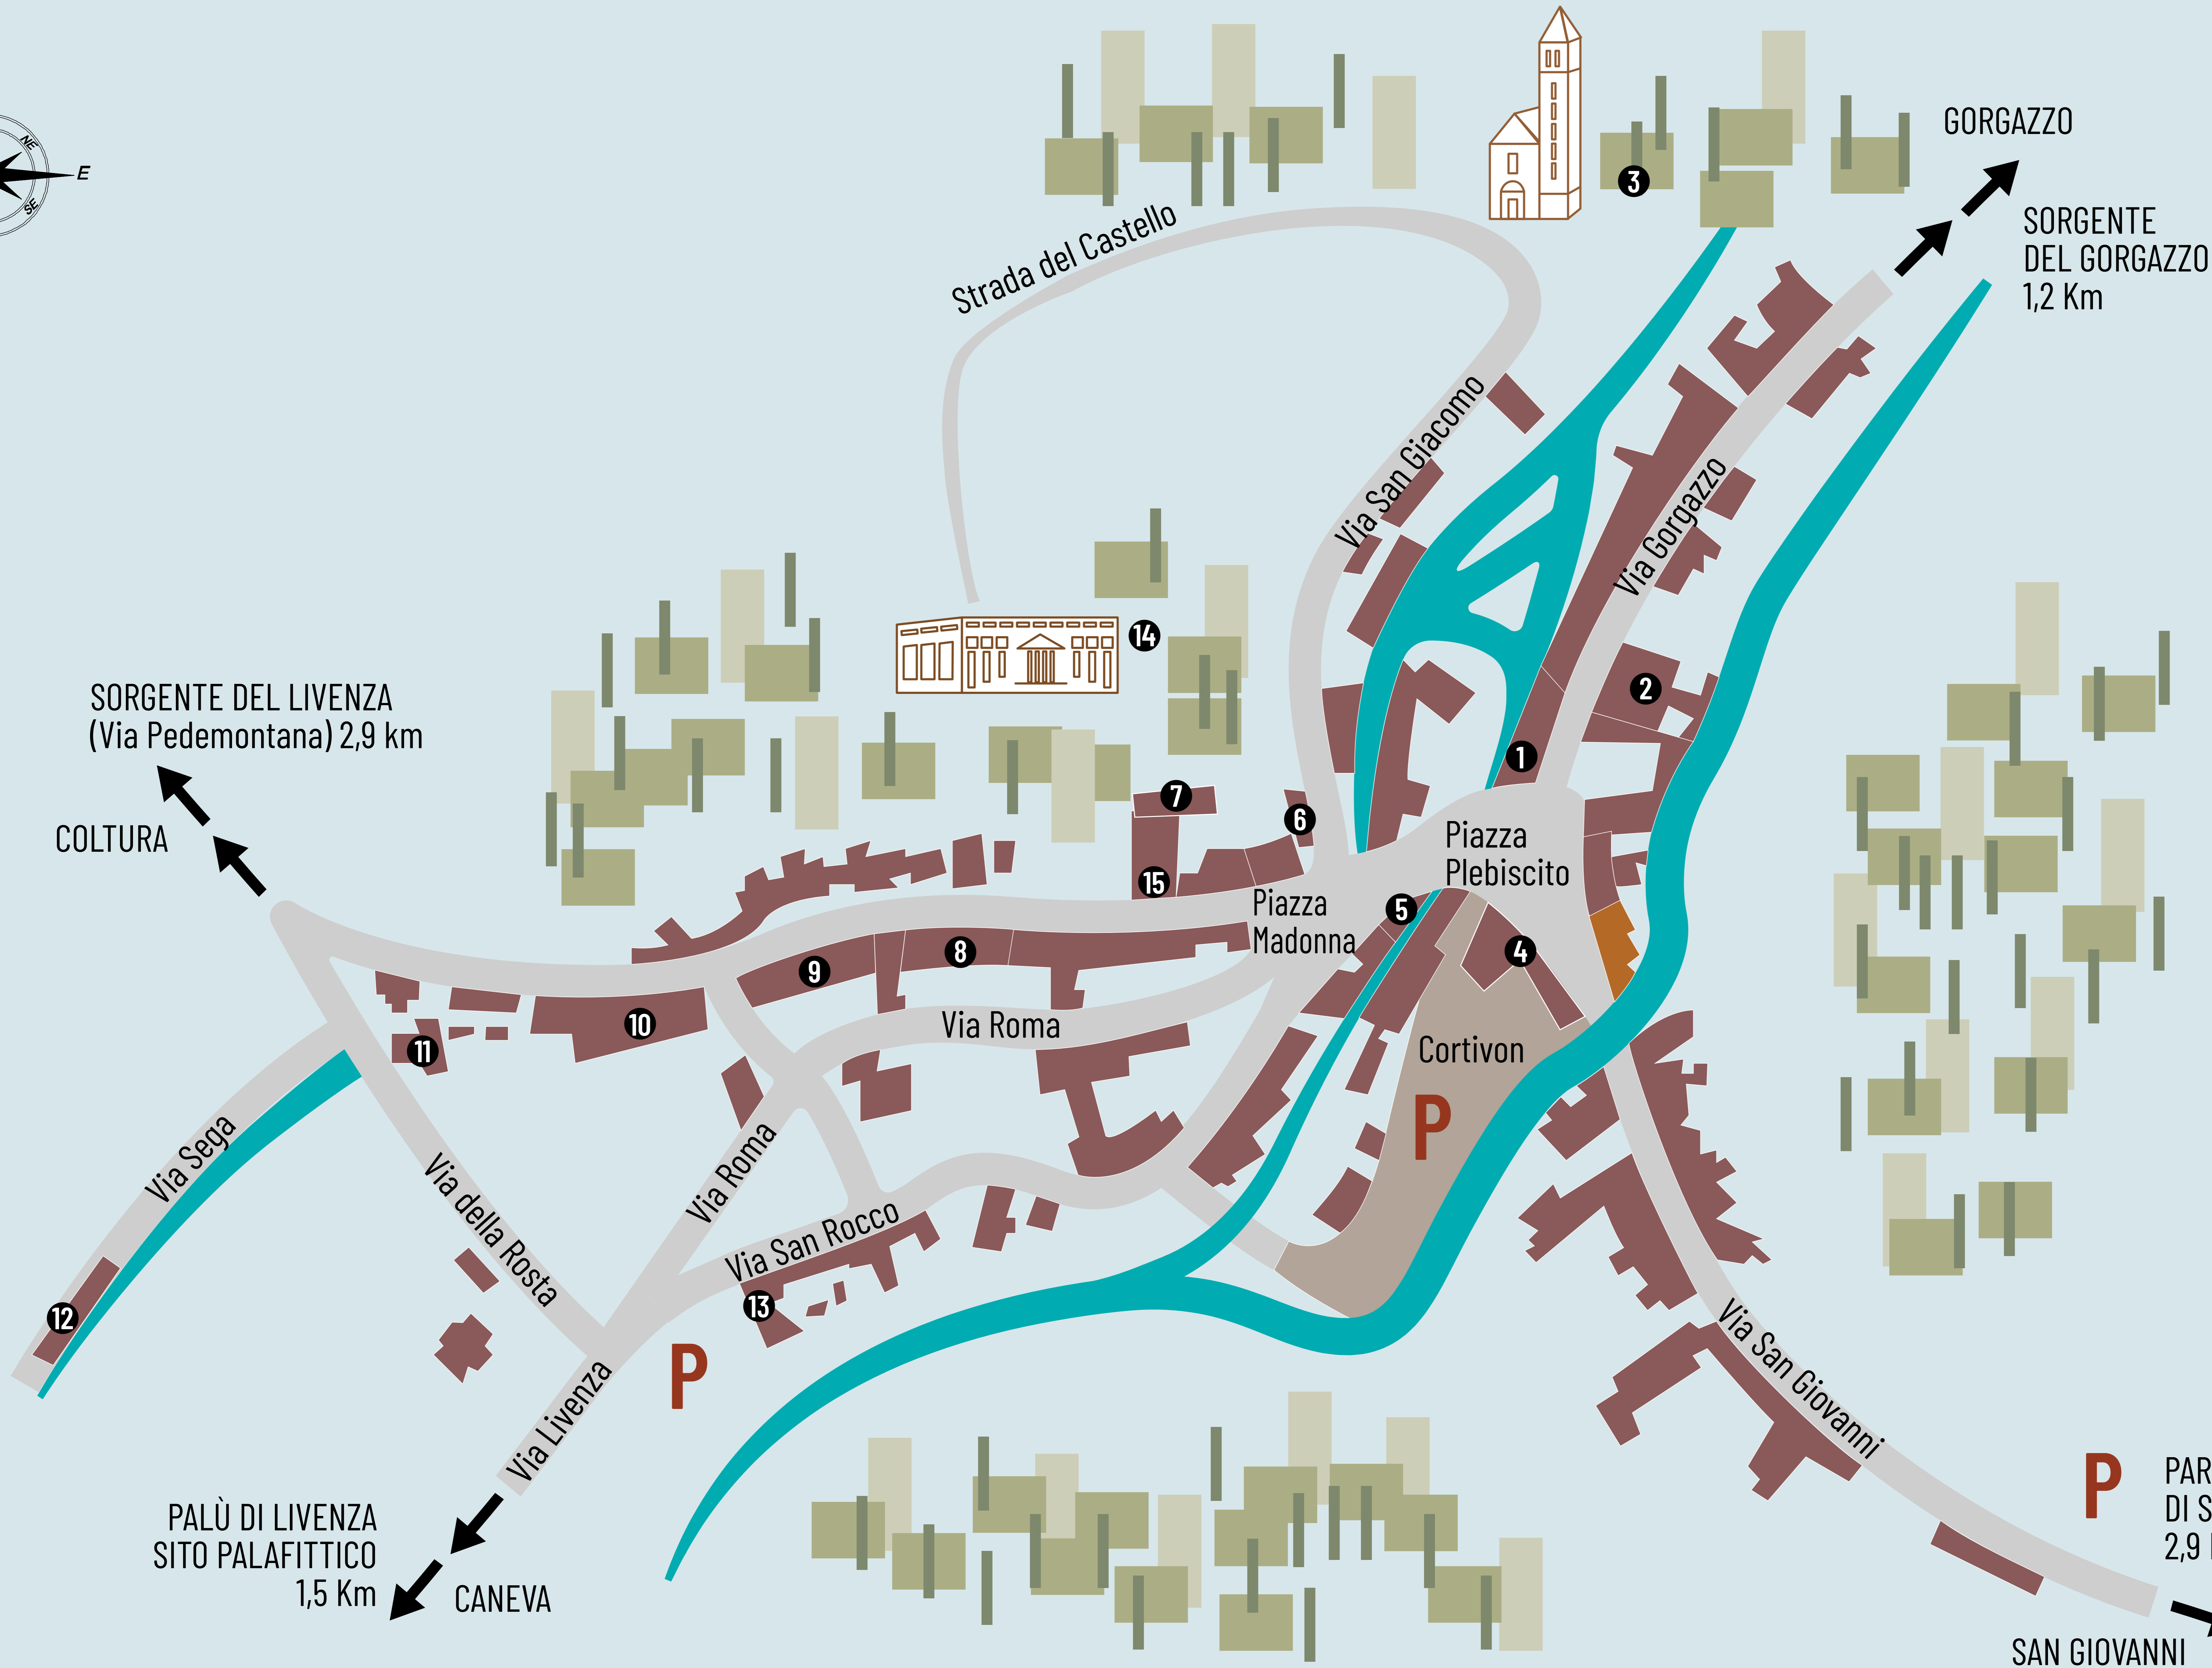 NE
E
SE
GORGAZZO
SORGENTE
DEL GORGAZZO
1,2 Km
3
Strada del Castello
Via San Giacomo
Via Gorgazzo
14
2
1
SORGENTE DEL LIVENZA
(Via Pedemontana) 2,9 km
COLTURA
7
6
15
Piazza
Plebiscito
Piazza
Madonna
5
4
8
9
10
11
Via Roma
Cortivon
P
Via Sega
Via della Rosta
Via Roma
Via San Rocco
12
13
P
Via Livenza
Via San Giovanni
P
PALÙ DI LIVENZA
SITO PALAFITTICO
1,5 Km
CANEVA
DI
2,9
SAN GIOVANNI